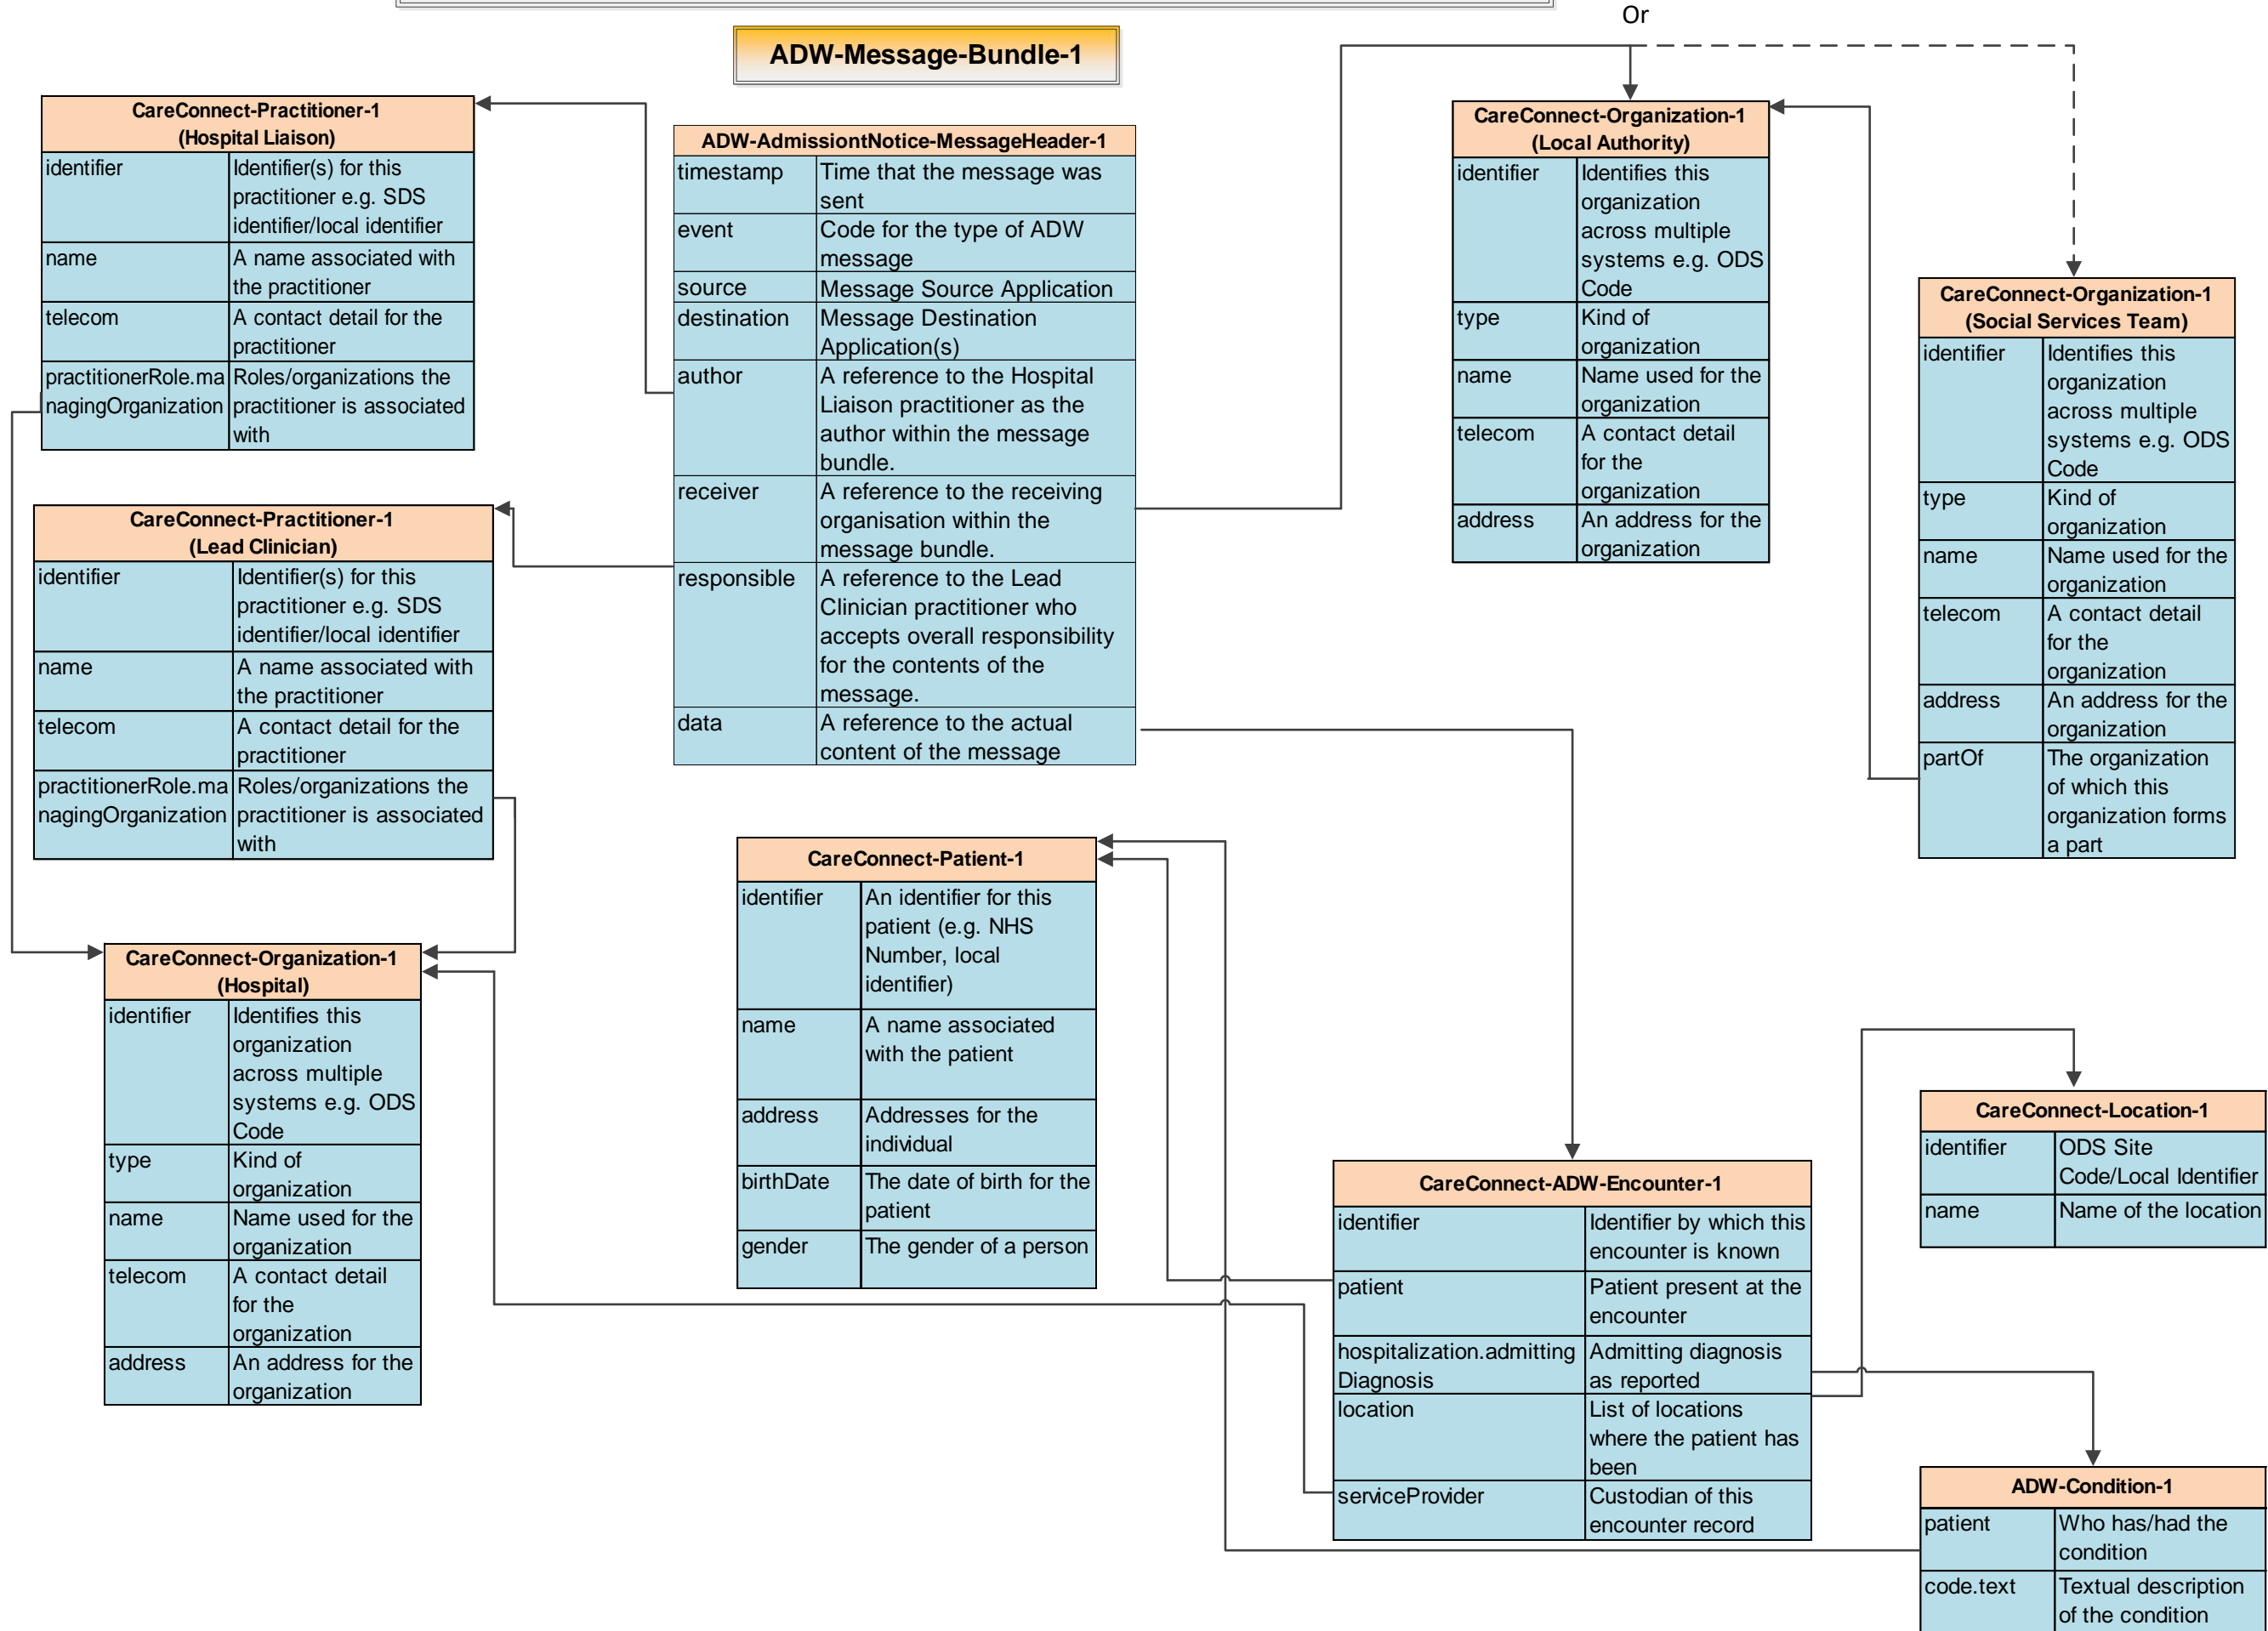 Or
ADW-Message-Bundle-1
CareConnect-Practitioner-1
(Hospital Liaison)
identifier
Identifier(s) for this
practitioner e.g. SDS
identifier/local identifier
name
A name associated with
the practitioner
telecom
A contact detail for the
practitioner
practitionerRole.ma
nagingOrganization
Roles/organizations the
practitioner is associated
with
ADW-AdmissiontNotice-MessageHeader-1
timestamp
Time that the message was
sent
event
Code for the type of ADW
message
source
Message Source Application
destination
Message Destination
Application(s)
author
A reference to the Hospital
Liaison practitioner as the
author within the message
bundle.
receiver
A reference to the receiving
organisation within the
message bundle.
responsible
A reference to the Lead
Clinician practitioner who
accepts overall responsibility
for the contents of the
message.
data
A reference to the actual
content of the message
CareConnect-Organization-1
(Local Authority)
identifier
Identifies this
organization
across multiple
systems e.g. ODS
Code
type
Kind of
organization
name
Name used for the
organization
telecom
A contact detail
for the
organization
address
An address for the
organization
CareConnect-Organization-1
(Social Services Team)
identifier
Identifies this
organization
across multiple
systems e.g. ODS
Code
type
Kind of
organization
name
Name used for the
organization
telecom
A contact detail
for the
organization
address
An address for the
organization
partOf
The organization
of which this
organization forms
a part
CareConnect-Practitioner-1
(Lead Clinician)
identifier
Identifier(s) for this
practitioner e.g. SDS
identifier/local identifier
name
A name associated with
the practitioner
telecom
A contact detail for the
practitioner
practitionerRole.ma
nagingOrganization
Roles/organizations the
practitioner is associated
with
CareConnect-Patient-1
identifier
An identifier for this
patient (e.g. NHS
Number, local
identifier)
name
A name associated
with the patient
address
Addresses for the
individual
birthDate
The date of birth for the
patient
gender
The gender of a person
CareConnect-Organization-1
(Hospital)
identifier
Identifies this
organization
across multiple
systems e.g. ODS
Code
type
Kind of
organization
name
Name used for the
organization
telecom
A contact detail
for the
organization
address
An address for the
organization
CareConnect-ADW-Encounter-1
identifier
Identifier by which this
encounter is known
patient
Patient present at the
encounter
hospitalization.admitting
Diagnosis
Admitting diagnosis
as reported
location
List of locations
where the patient has
been
serviceProvider
Custodian of this
encounter record
CareConnect-Location-1
identifier
ODS Site
Code/Local Identifier
name
Name of the location
ADW-Condition-1
patient
Who has/had the
condition
code.text
Textual description
of the condition